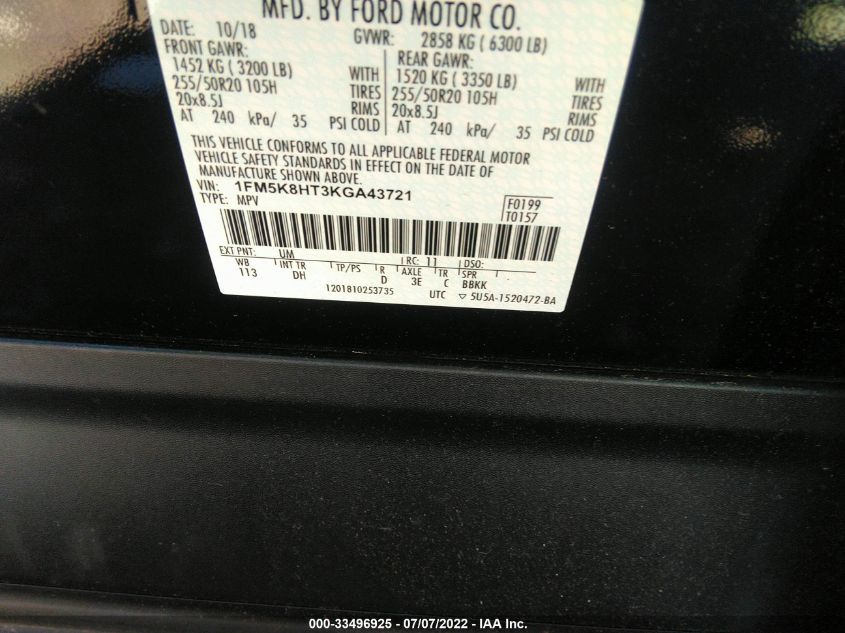 MFD. BY FORD MOTOR CO.
DATE: 10/18 GVWR: 2858 KG ( 6300 LB)
FRONT GAWR: REAR GAWR:
1452 KG ( 3200 LB) WITH 1520 KG ( 3350 LB) WITH
255/50R20 105H TIRES 255/50R20 105H TIRES
20x8.5J RIMS 20x8.5J RIMS
AT 240 kPa/ 35 PSI COLD AT 240 kPa/ 35 PSI COLD
THIS VEHICLE CONFORMS TO ALL APPLICABLE FEDERAL MOTOR
VEHICLE SAFETY STANDARDS IN EFFECT ON THE DATE OF
MANUFACTURE SHOWN ABOVE.
VIN: 1FM5K8HT3KGA43721 F0199
TYPE: MPV T0157
EXT PNT: UM RC: 11 DSO:
WB INT TR TP/PS R AXLE TR SPR
113 DH D 3E C BBKK
1201810253735 UTC ▽ 5U5A-1520472-BA
000-33496925 - 07/07/2022 - IAA Inc.